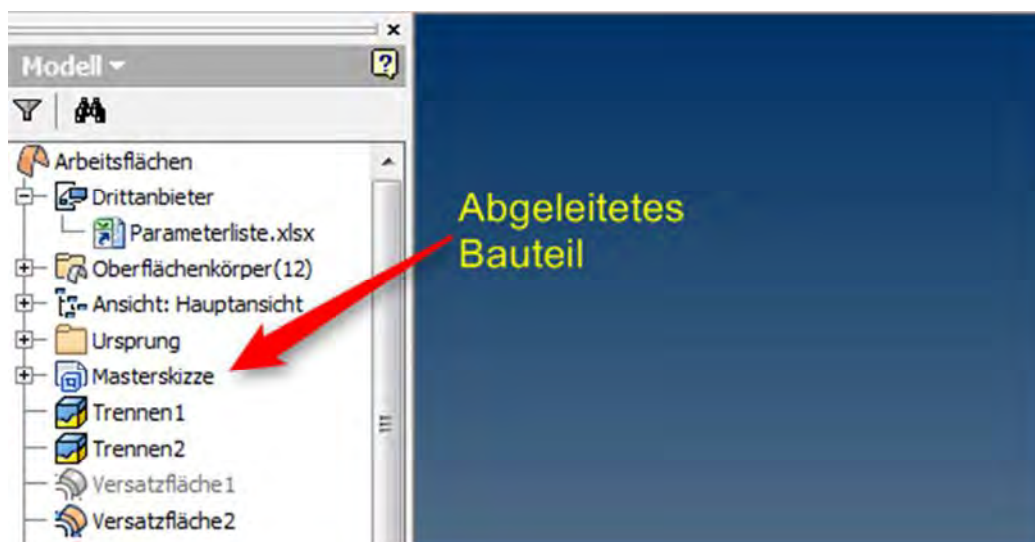 Modell
Arbeitsflächen
Drittanbieter
Parameterliste.xlsx
Oberflächenkörper(12)
Ansicht: Hauptansicht
Ursprung
Masterskizze
Trennen1
Trennen2
Versatzfläche1
Versatzfläche2
Abgeleitetes
Bauteil